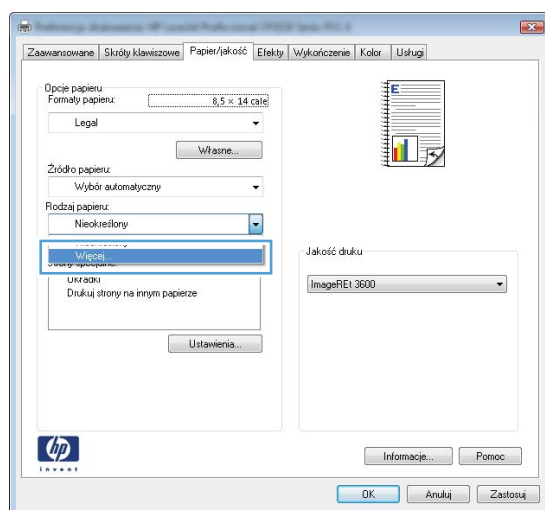 Zaawansowane Skróty klawiszowe Papier/jakość Efekty Wykończenie Kolor Usługi
Opcje papieru
Formaty papieru: 8,5 × 14 cale
Legal
Własne...
Źródło papieru:
Wybór automatyczny
Rodzaj papieru:
Nieokreślony
Więcej...
Okładki
Drukuj strony na innym papierze
Ustawienia...
E
Jakość druku
ImageREt 3600
hp
invent
Informacje... Pomoc
OK Anuluj Zastosuj